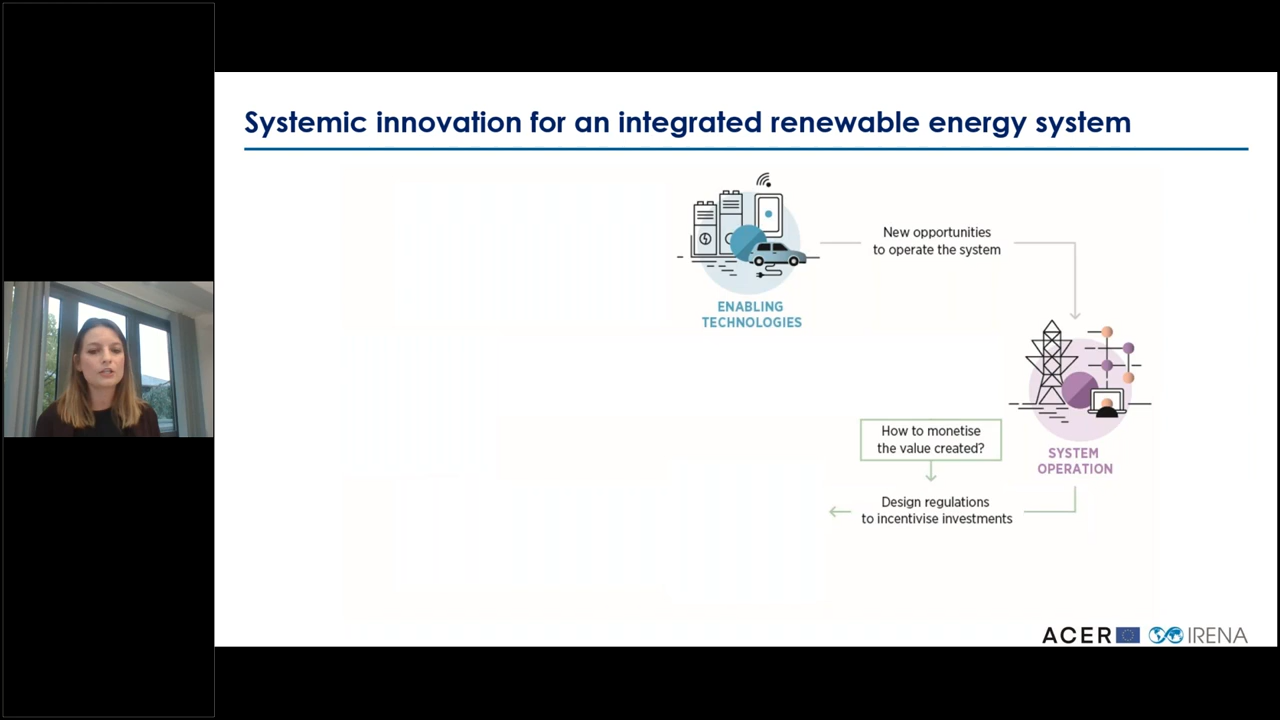 Systemic innovation for an integrated renewable energy system
New opportunities
to operate the system
ENABLING
TECHNOLOGIES
How to monetise
the value created?
SYSTEM
OPERATION
Design regulations
to incentivise investments
ACER IRENA